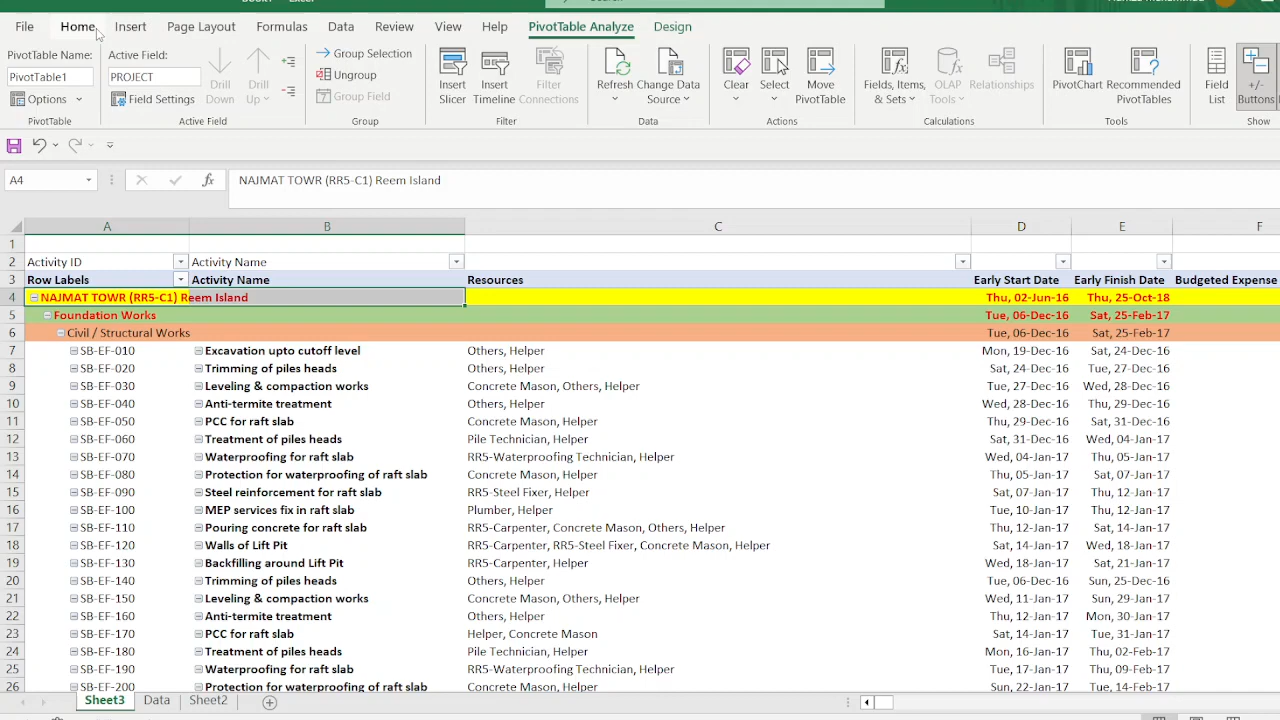 File Home Insert Page Layout Formulas Data Review View Help PivotTable Analyze Design
PivotTable Name:
PivotTable1
Options
PivotTable
Active Field:
PROJECT
Field Settings
Drill Down
Drill Up
Active Field
Group Selection
Ungroup
Group Field
Group
Insert Slicer
Insert Timeline
Filter Connections
Filter
Refresh
Change Data Source
Data
Clear
Select
Move PivotTable
Actions
Fields, Items, & Sets
OLAP Tools
Relationships
Calculations
PivotChart
Recommended PivotTables
Tools
Field List
+/- Buttons
Show
A4
fx
NAJMAT TOWR (RR5-C1) Reem Island
A B C D E F
1
2 Activity ID Activity Name
3 Row Labels Activity Name Resources Early Start Date Early Finish Date Budgeted Expense
4 NAJMAT TOWR (RR5-C1) Reem Island Thu, 02-Jun-16 Thu, 25-Oct-18
5 Foundation Works Tue, 06-Dec-16 Sat, 25-Feb-17
6 Civil / Structural Works Tue, 06-Dec-16 Sat, 25-Feb-17
7 SB-EF-010 Excavation upto cutoff level Others, Helper Mon, 19-Dec-16 Sat, 24-Dec-16
8 SB-EF-020 Trimming of piles heads Others, Helper Sat, 24-Dec-16 Tue, 27-Dec-16
9 SB-EF-030 Leveling & compaction works Concrete Mason, Others, Helper Tue, 27-Dec-16 Wed, 28-Dec-16
10 SB-EF-040 Anti-termite treatment Others, Helper Wed, 28-Dec-16 Thu, 29-Dec-16
11 SB-EF-050 PCC for raft slab Concrete Mason, Helper Thu, 29-Dec-16 Sat, 31-Dec-16
12 SB-EF-060 Treatment of piles heads Pile Technician, Helper Sat, 31-Dec-16 Wed, 04-Jan-17
13 SB-EF-070 Waterproofing for raft slab RR5-Waterproofing Technician, Helper Wed, 04-Jan-17 Thu, 05-Jan-17
14 SB-EF-080 Protection for waterproofing of raft slab Concrete Mason, Helper Thu, 05-Jan-17 Sat, 07-Jan-17
15 SB-EF-090 Steel reinforcement for raft slab RR5-Steel Fixer, Helper Sat, 07-Jan-17 Thu, 12-Jan-17
16 SB-EF-100 MEP services fix in raft slab Plumber, Helper Tue, 10-Jan-17 Thu, 12-Jan-17
17 SB-EF-110 Pouring concrete for raft slab RR5-Carpenter, Concrete Mason, Others, Helper Thu, 12-Jan-17 Sat, 14-Jan-17
18 SB-EF-120 Walls of Lift Pit RR5-Carpenter, RR5-Steel Fixer, Concrete Mason, Helper Sat, 14-Jan-17 Wed, 18-Jan-17
19 SB-EF-130 Backfilling around Lift Pit Others, Helper Wed, 18-Jan-17 Sat, 21-Jan-17
20 SB-EF-140 Trimming of piles heads Others, Helper Tue, 06-Dec-16 Sun, 25-Dec-16
21 SB-EF-150 Leveling & compaction works Concrete Mason, Others, Helper Wed, 11-Jan-17 Sun, 29-Jan-17
22 SB-EF-160 Anti-termite treatment Others, Helper Thu, 12-Jan-17 Mon, 30-Jan-17
23 SB-EF-170 PCC for raft slab Helper, Concrete Mason Sat, 14-Jan-17 Tue, 31-Jan-17
24 SB-EF-180 Treatment of piles heads Pile Technician, Helper Mon, 16-Jan-17 Thu, 02-Feb-17
25 SB-EF-190 Waterproofing for raft slab RR5-Waterproofing Technician, Helper Tue, 17-Jan-17 Thu, 09-Feb-17
26 SB-EF-200 Protection for waterproofing of raft slab Concrete Mason, Helper Sun, 22-Jan-17 Mon, 13-Feb-17
Sheet3 Data Sheet2